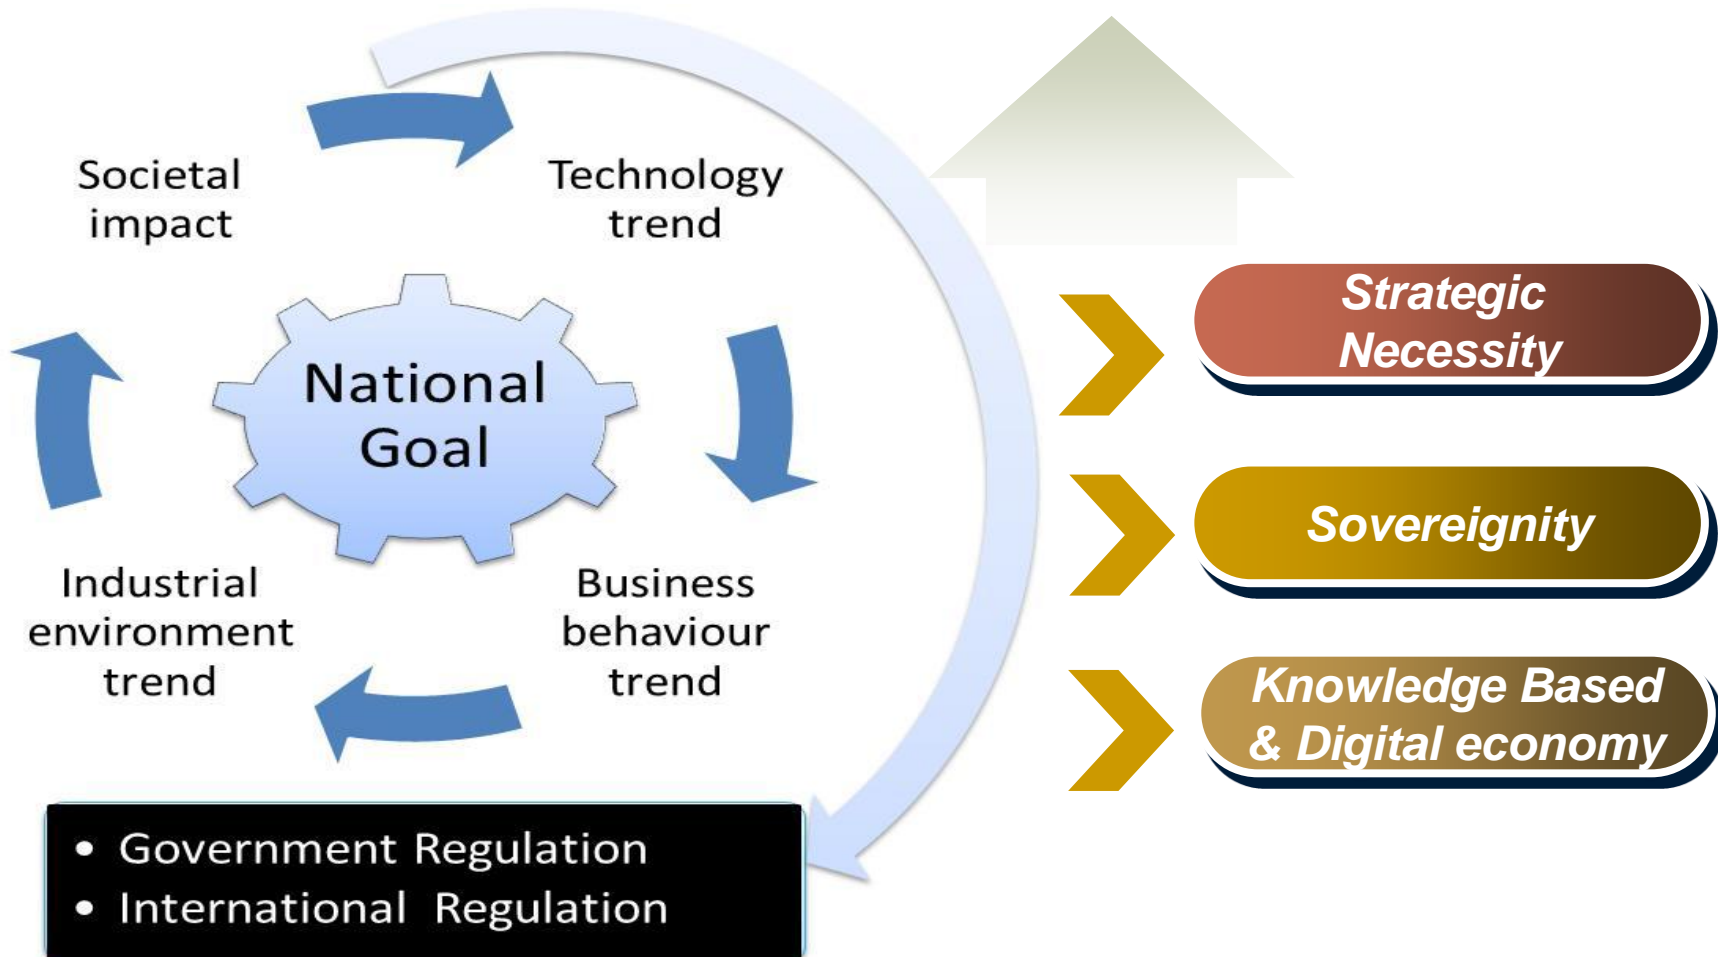 Societal
impact
Technology
trend
National
Goal
Industrial
environment
trend
Business
behaviour
trend
• Government Regulation
• International Regulation
Strategic
Necessity
Sovereignity
Knowledge Based
& Digital economy